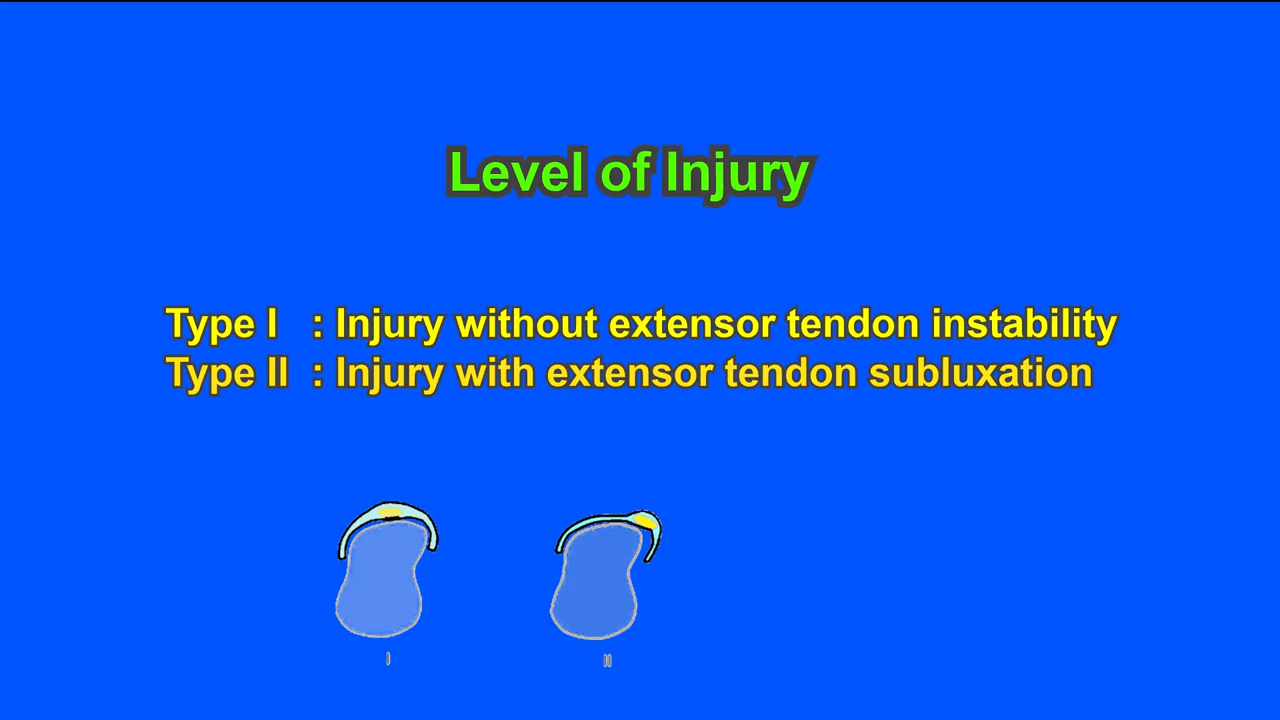 Level of Injury
Type I : Injury without extensor tendon instability
Type II : Injury with extensor tendon subluxation
I II